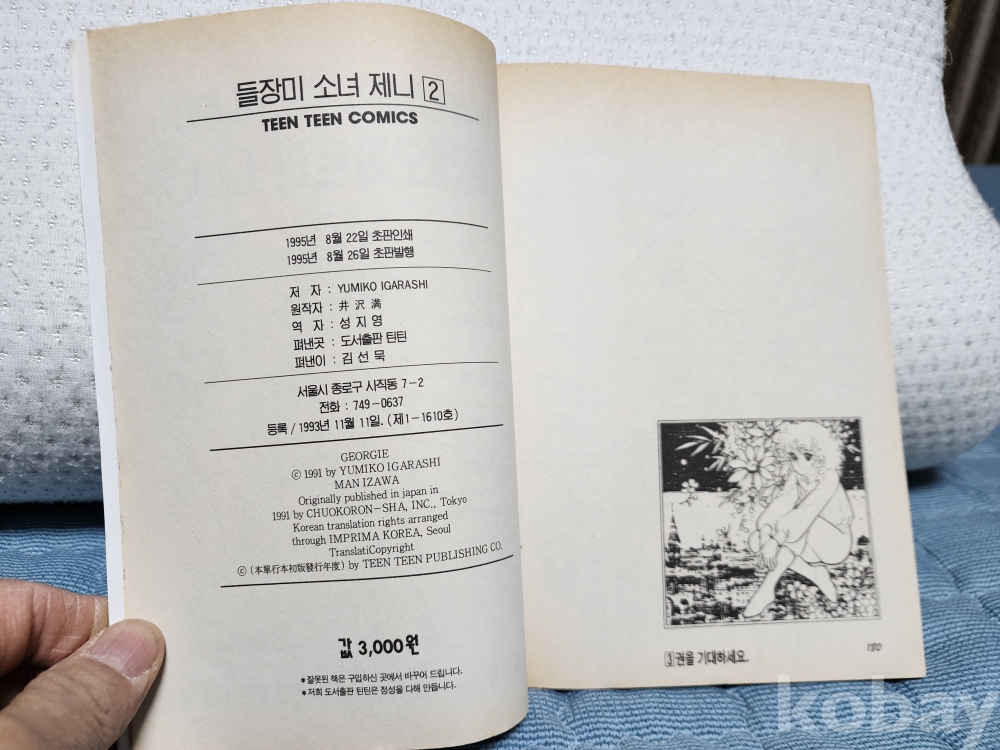 들장미 소녀 제니 2
TEEN TEEN COMICS
1995년 8월 22일 초판인쇄
1995년 8월 26일 초판발행
저 자 : YUMIKO IGARASHI
원작자 : 井 沢 満
역 자 : 성 지 영
펴낸곳 : 도서출판 틴틴
펴낸이 : 김 선 묵
서울시 종로구 사직동 7-2
전화 : 749-0637
등록 / 1993년 11월 11일. (제1-1610호)
GEORGIE
ⓒ 1991 by YUMIKO IGARASHI
MAN IZAWA
Originally published in japan in
1991 by CHUOKORON-SHA, INC., Tokyo
Korean translation rights arranged
through IMPRIMA KOREA, Seoul
TranslatiCopyright
ⓒ (本單行本初版發行年度) by TEEN TEEN PUBLISHING CO.
값 3,000원
*잘못된 책은 구입하신 곳에서 바꾸어 드립니다.
*저희 도서출판 틴틴은 정성을 다해 만듭니다.
3권을 기대하세요.
180
kobay